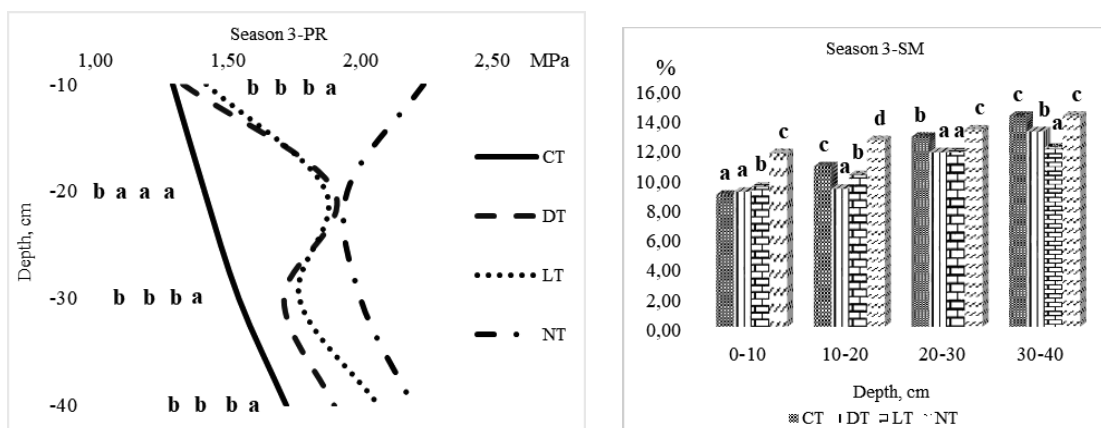 Season 3-PR
1,00 1,50 2,00 2,50 MPa
-10 b b b a
CT
-20 b a a a
DT
Depth, cm
LT
-30 b b b a
NT
-40 b b b a
Season 3-SM
%
16,00
14,00
12,00
10,00
8,00
6,00
4,00
2,00
0,00
a a b c
c a b d
b a a c
c b a c
0-10 10-20 20-30 30-40
Depth, cm
CT DT LT NT